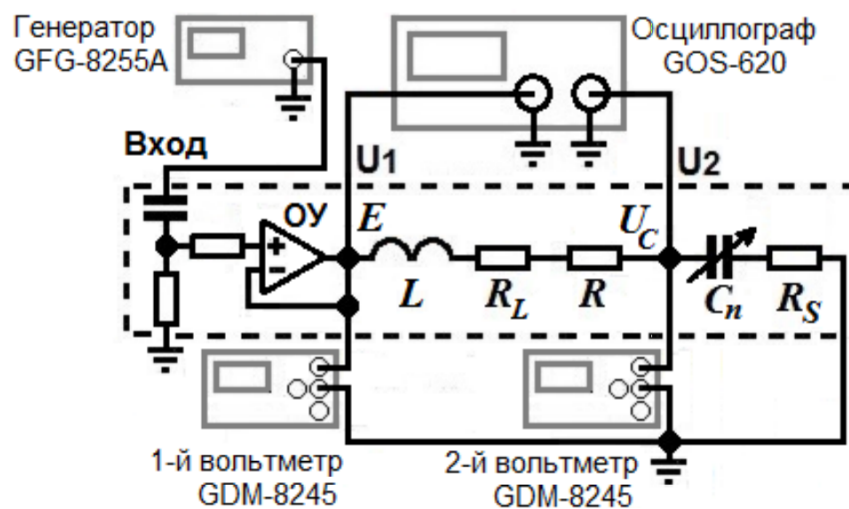 Генератор
GFG-8255A
Осциллограф
GOS-620
Вход
U1
U2
ОУ
E
U_C
+
-
L
R_L
R
C_n
R_S
1-й вольтметр
GDM-8245
2-й вольтметр
GDM-8245